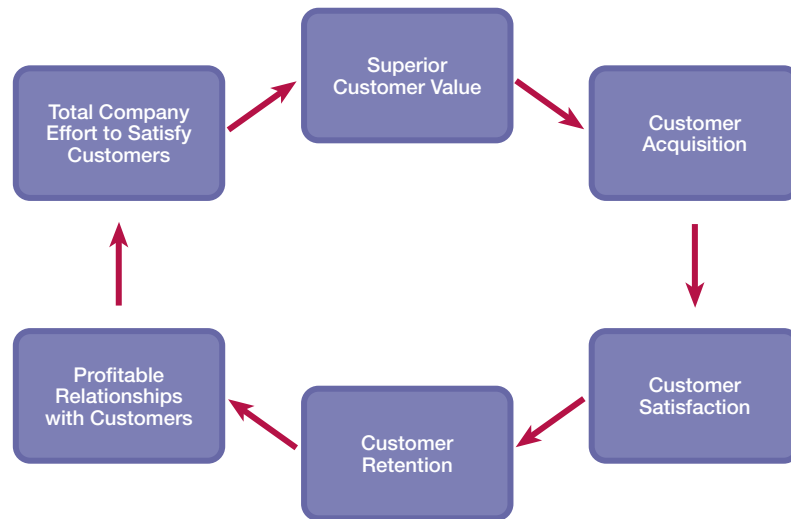 Superior
Customer Value
Total Company
Effort to Satisfy
Customers
Customer
Acquisition
Profitable
Relationships
with Customers
Customer
Retention
Customer
Satisfaction